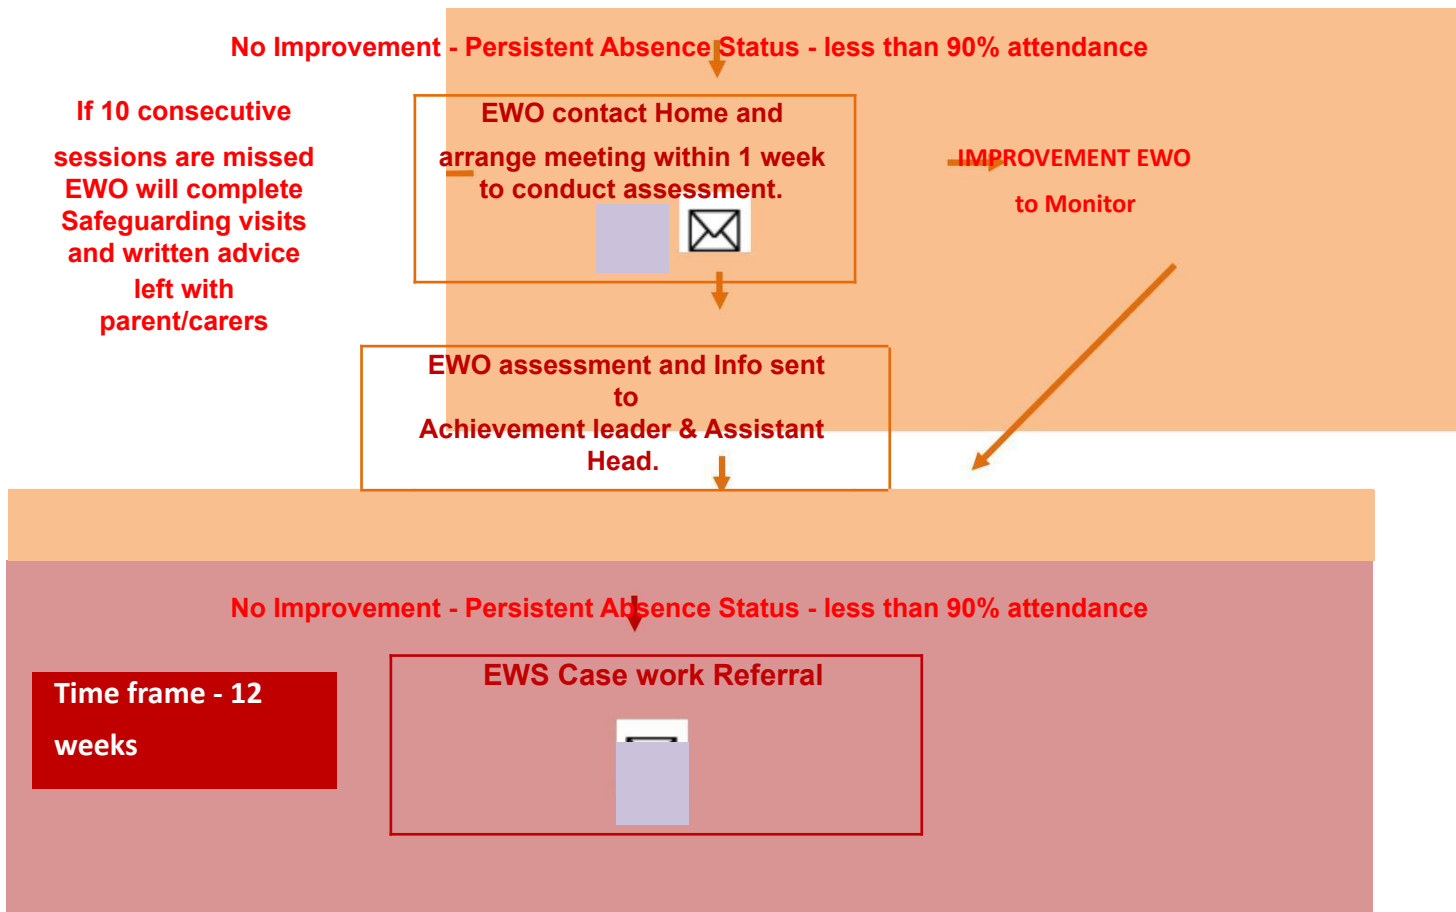 No Improvement - Persistent Absence Status - less than 90% attendance
If 10 consecutive
sessions are missed
EWO will complete
Safeguarding visits
and written advice
left with
parent/carers
EWO contact Home and
arrange meeting within 1 week
to conduct assessment.
IMPROVEMENT EWO
to Monitor
EWO assessment and Info sent
to
Achievement leader & Assistant
Head.
No Improvement - Persistent Absence Status - less than 90% attendance
Time frame - 12
weeks
EWS Case work Referral